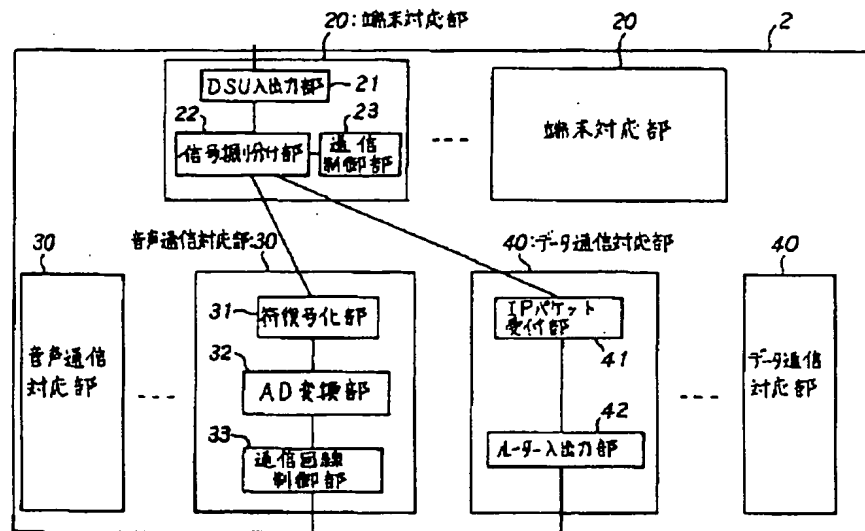 20:端末対応部
20
2
DSU入出力部
21
22
23
信号振り分け部
通信
制御部
端末対応部
30
音声通信対応部:30
40:データ通信対応部
40
31
符復号化部
IPパケット
受付部
41
32
AD変換部
音声通信
対応部
データ通信
対応部
33
通信回線
制御部
42
ルーター入出力部